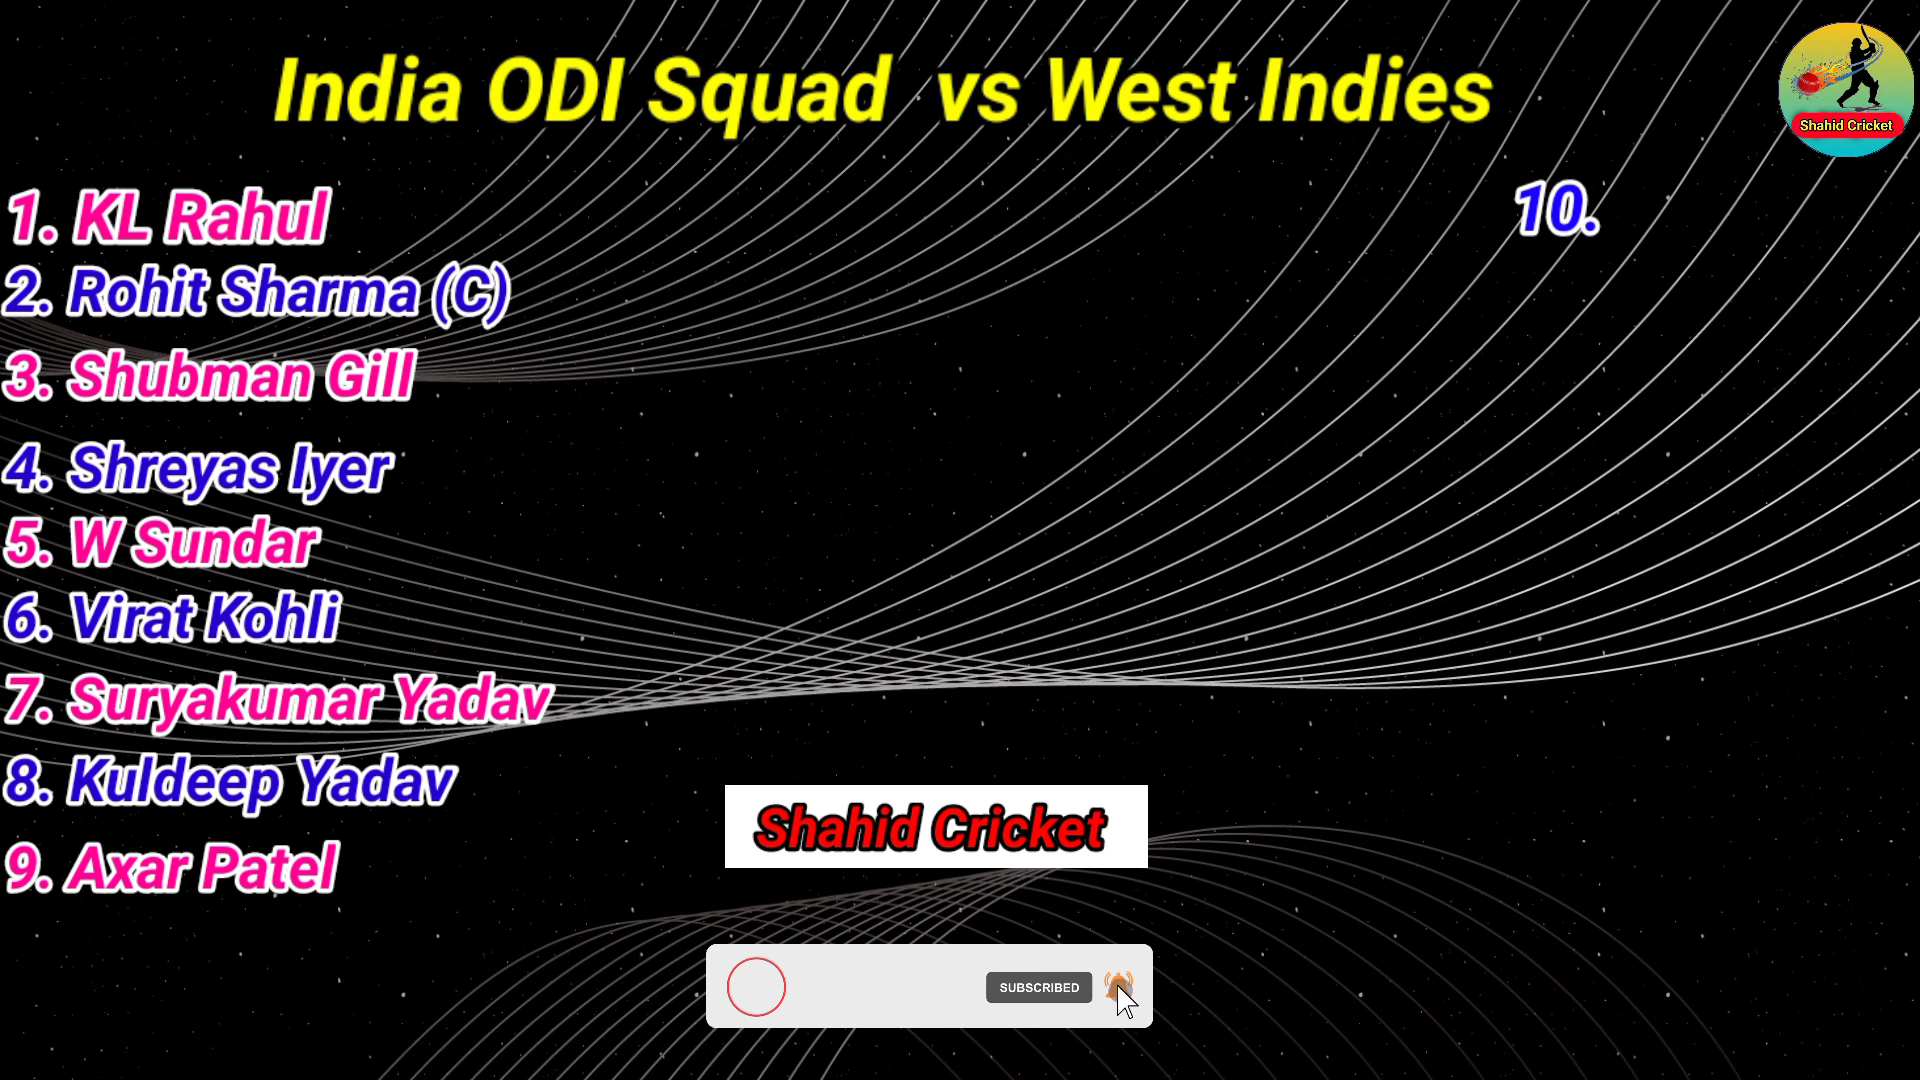 India ODI Squad vs West Indies
Shahid Cricket
1. KL Rahul
10.
2. Rohit Sharma (C)
3. Shubman Gill
4. Shreyas Iyer
5. W Sundar
6. Virat Kohli
7. Suryakumar Yadav
8. Kuldeep Yadav
9. Axar Patel
Shahid Cricket
SUBSCRIBED